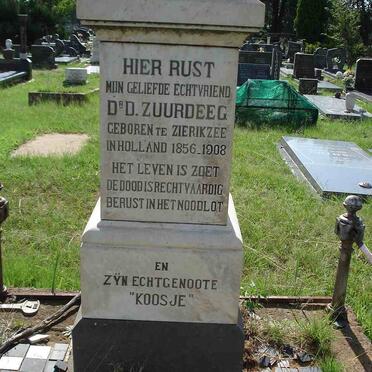 HIER RUST
MIJN GELIEFDE ECHTVRIEND
DR D. ZUURDEEG
GEBOREN TE ZIERIKZEE
IN HOLLAND 1856-1908
HET LEVEN IS ZOET
DE DOOD IS RECHTVAARDIG
BERUST IN HET NOODLOT
EN
ZŸN ECHTGENOOTE
"KOOSJE"